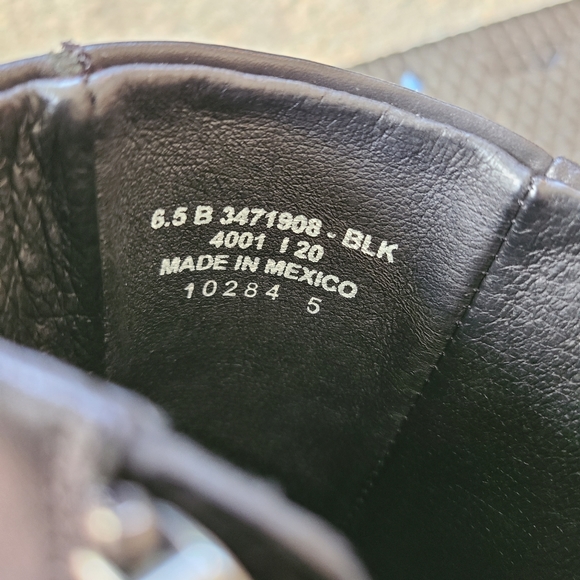 6.5 B 3471908 - BLK
4001 I 20
MADE IN MEXICO
10284 5